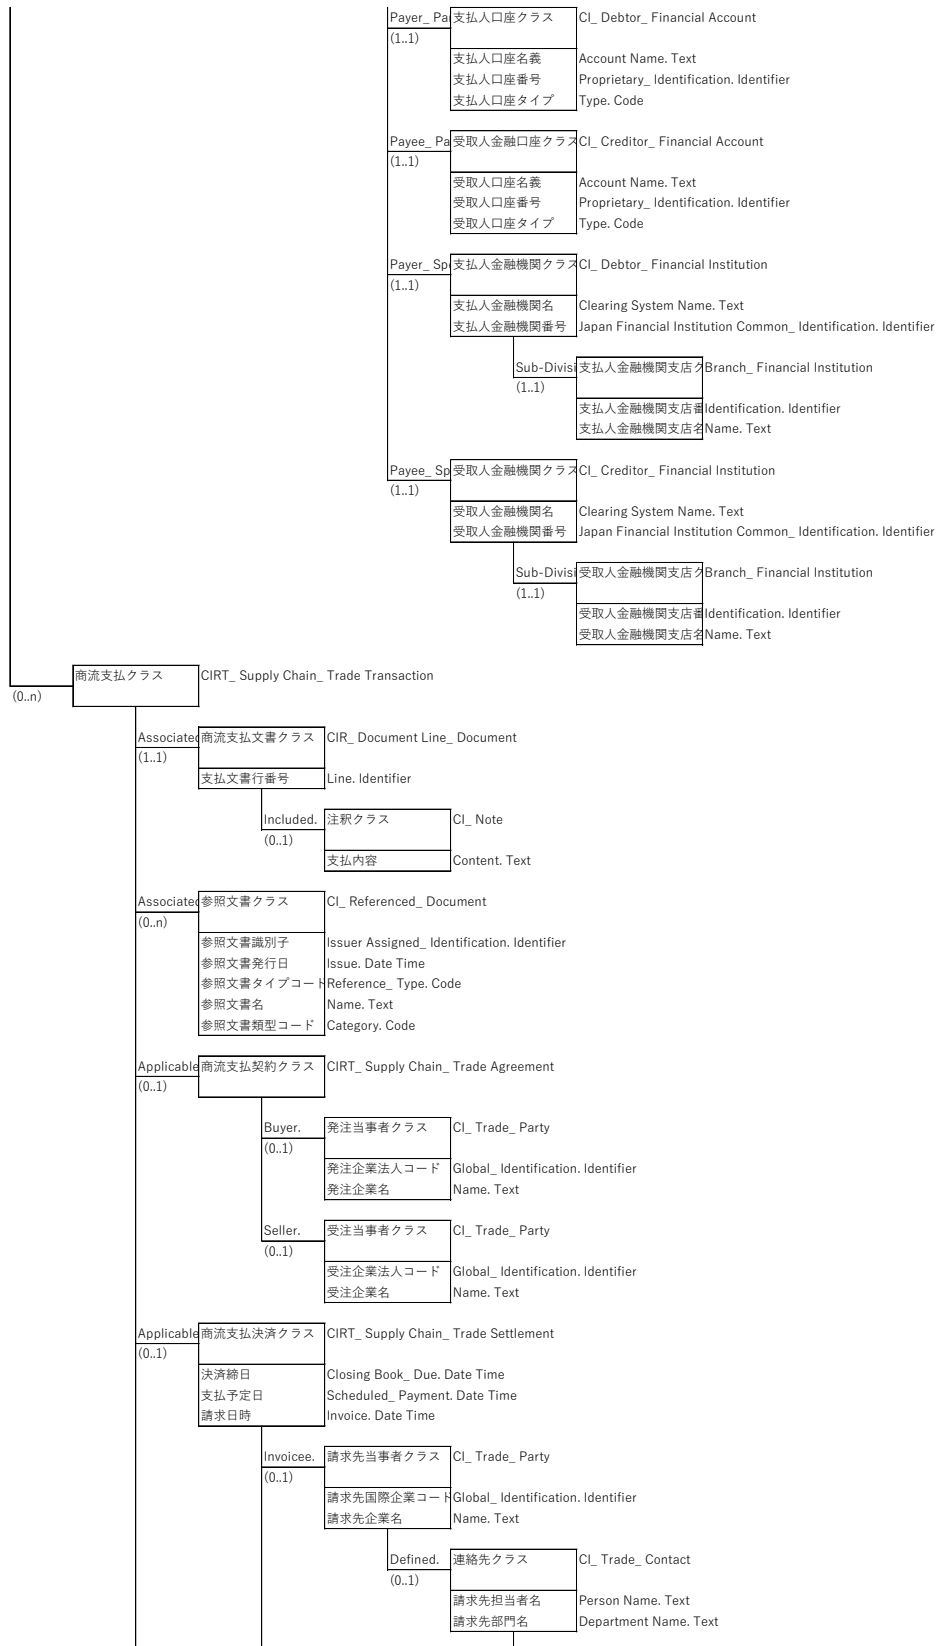 Payer_ Pa 支払人口座クラス CI_ Debtor_ Financial Account
(1..1)
支払人口座名義 Account Name. Text
支払人口座番号 Proprietary_ Identification. Identifier
支払人口座タイプ Type. Code
Payee_ Pa 受取人金融口座クラス CI_ Creditor_ Financial Account
(1..1)
受取人口座名義 Account Name. Text
受取人口座番号 Proprietary_ Identification. Identifier
受取人口座タイプ Type. Code
Payer_ Spe 支払人金融機関クラス CI_ Debtor_ Financial Institution
(1..1)
支払人金融機関名 Clearing System Name. Text
支払人金融機関番号 Japan Financial Institution Common_ Identification. Identifier
Sub-Divisi 支払人金融機関支店ク Branch_ Financial Institution
(1..1)
支払人金融機関支店番 Identification. Identifier
支払人金融機関支店名 Name. Text
Payee_ Sp 受取人金融機関クラス CI_ Creditor_ Financial Institution
(1..1)
受取人金融機関名 Clearing System Name. Text
受取人金融機関番号 Japan Financial Institution Common_ Identification. Identifier
Sub-Divisi 受取人金融機関支店ク Branch_ Financial Institution
(1..1)
受取人金融機関支店番 Identification. Identifier
受取人金融機関支店名 Name. Text
商流支払クラス CIRT_ Supply Chain_ Trade Transaction
(0..n)
Associated 商流支払文書クラス CIR_ Document Line_ Document
(1..1)
支払文書行番号 Line. Identifier
Included. 注釈クラス CI_ Note
(0..1)
支払内容 Content. Text
Associated 参照文書クラス CI_ Referenced_ Document
(0..n)
参照文書識別子 Issuer Assigned_ Identification. Identifier
参照文書発行日 Issue. Date Time
参照文書タイプコード Reference_ Type. Code
参照文書名 Name. Text
参照文書類型コード Category. Code
Applicable 商流支払契約クラス CIRT_ Supply Chain_ Trade Agreement
(0..1)
Buyer. 発注当事者クラス CI_ Trade_ Party
(0..1)
発注企業法人コード Global_ Identification. Identifier
発注企業名 Name. Text
Seller. 受注当事者クラス CI_ Trade_ Party
(0..1)
受注企業法人コード Global_ Identification. Identifier
受注企業名 Name. Text
Applicable 商流支払決済クラス CIRT_ Supply Chain_ Trade Settlement
(0..1)
決済締日 Closing Book_ Due. Date Time
支払予定日 Scheduled_ Payment. Date Time
請求日時 Invoice. Date Time
Invoicee. 請求先当事者クラス CI_ Trade_ Party
(0..1)
請求先国際企業コード Global_ Identification. Identifier
請求先企業名 Name. Text
Defined. 連絡先クラス CI_ Trade_ Contact
(0..1)
請求先担当者名 Person Name. Text
請求先部門名 Department Name. Text